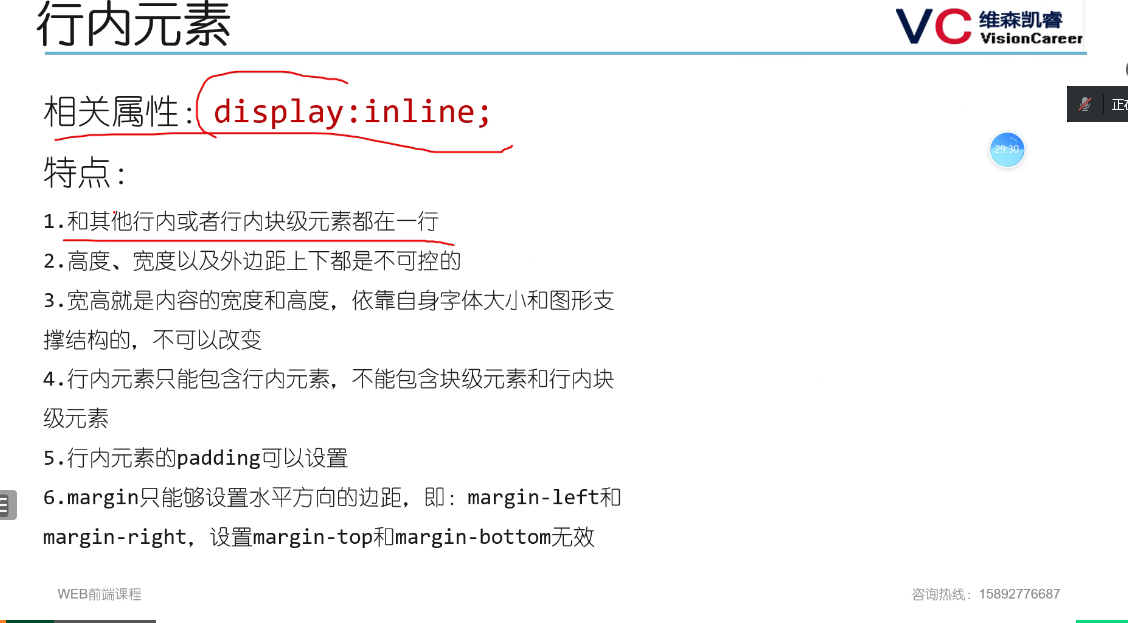 行内元素
VC 维森凯睿
VisionCareer
相关属性：display:inline;
正在
29:30
特点：
1.和其他行内或者行内块级元素都在一行
2.高度、宽度以及外边距上下都是不可控的
3.宽高就是内容的宽度和高度，依靠自身字体大小和图形支
撑结构的，不可以改变
4.行内元素只能包含行内元素，不能包含块级元素和行内块
级元素
5.行内元素的padding可以设置
6.margin只能够设置水平方向的边距，即：margin-left和
margin-right，设置margin-top和margin-bottom无效
WEB前端课程
咨询热线：15892776687